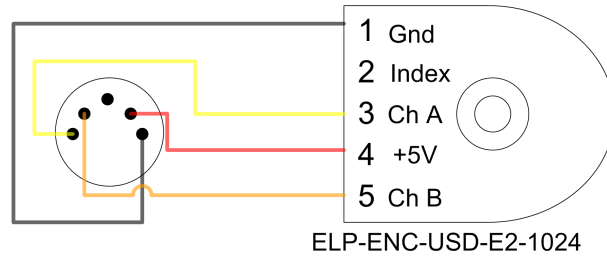 1 Gnd
2 Index
3 Ch A
4 +5V
5 Ch B
ELP-ENC-USD-E2-1024